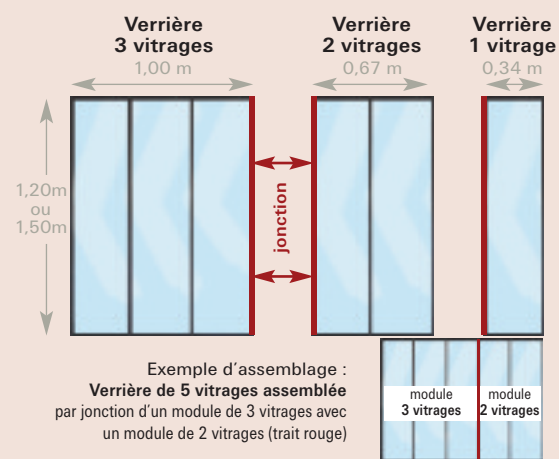 Verrière
3 vitrages
1,00 m
Verrière
2 vitrages
0,67 m
Verrière
1 vitrage
0,34 m
1,20m
ou
1,50m
jonction
Exemple d’assemblage :
Verrière de 5 vitrages assemblée
par jonction d’un module de 3 vitrages avec
un module de 2 vitrages (trait rouge)
module
3 vitrages
module
2 vitrages